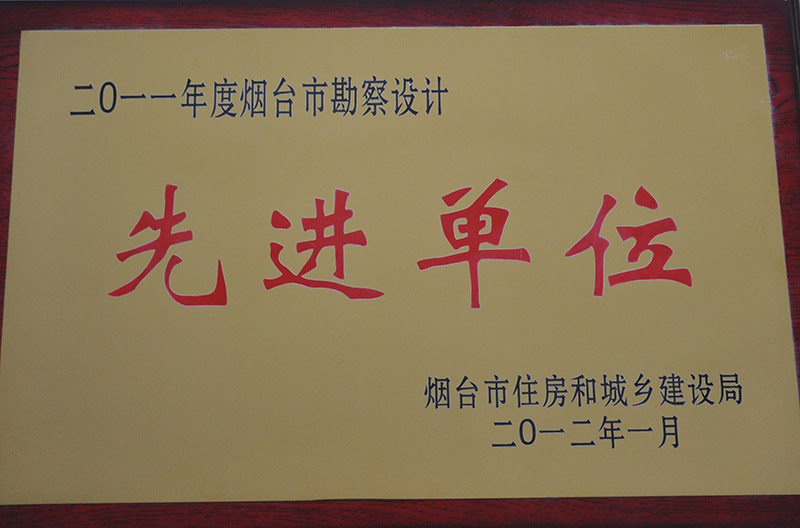 二〇一一年度烟台市勘察设计
先进单位
烟台市住房和城乡建设局
二〇一二年一月